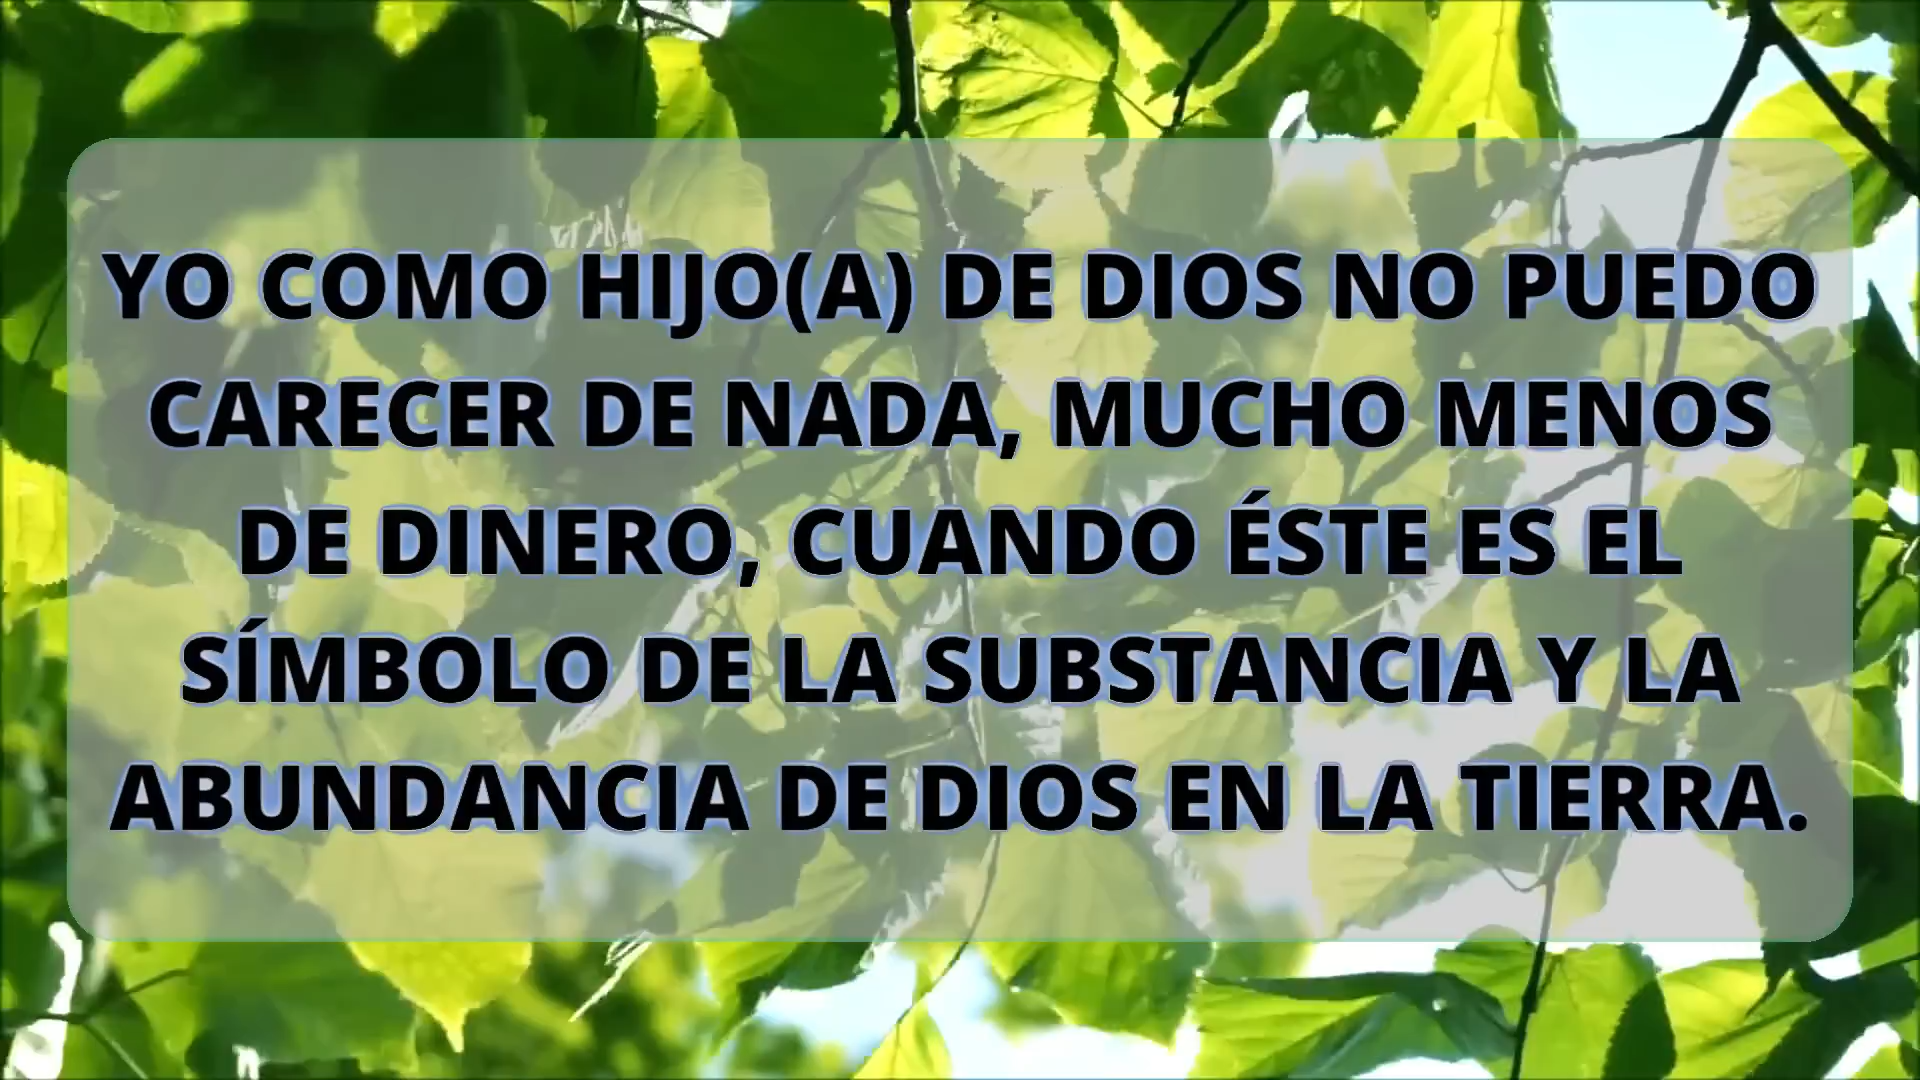 YO COMO HIJO(A) DE DIOS NO PUEDO
CARECER DE NADA, MUCHO MENOS
DE DINERO, CUANDO ÉSTE ES EL
SÍMBOLO DE LA SUBSTANCIA Y LA
ABUNDANCIA DE DIOS EN LA TIERRA.